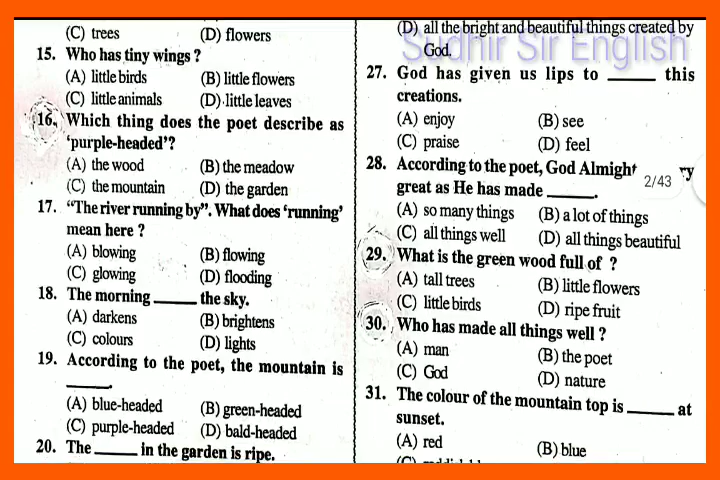 (C) trees (D) flowers
15. Who has tiny wings ?
(A) little birds (B) little flowers
(C) little animals (D) little leaves
16. Which thing does the poet describe as
'purple-headed'?
(A) the wood (B) the meadow
(C) the mountain (D) the garden
17. "The river running by". What does 'running'
mean here ?
(A) blowing (B) flowing
(C) glowing (D) flooding
18. The morning ______ the sky.
(A) darkens (B) brightens
(C) colours (D) lights
19. According to the poet, the mountain is
______.
(A) blue-headed (B) green-headed
(C) purple-headed (D) bald-headed
20. The ______ in the garden is ripe.
(D) all the bright and beautiful things created by
God.
Sudhir Sir English
27. God has given us lips to ______ this
creations.
(A) enjoy (B) see
(C) praise (D) feel
28. According to the poet, God Almight ry
2/43
great as He has made ______.
(A) so many things (B) a lot of things
(C) all things well (D) all things beautiful
29. What is the green wood full of ?
(A) tall trees (B) little flowers
(C) little birds (D) ripe fruit
30. Who has made all things well ?
(A) man (B) the poet
(C) God (D) nature
31. The colour of the mountain top is ______ at
sunset.
(A) red (B) blue